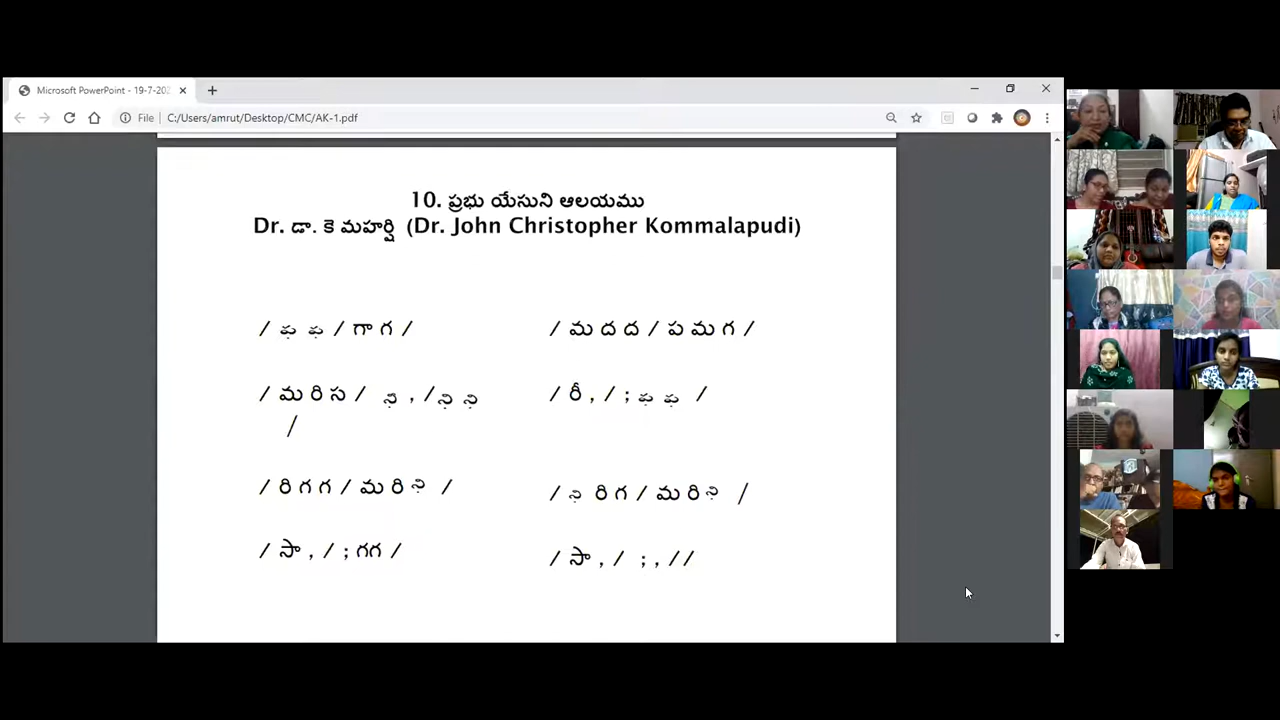 Microsoft PowerPoint - 19-7-202
File | C:/Users/amrut/Desktop/CMC/AK-1.pdf
10. ప్రభు యేసుని ఆలయము
Dr. డా. కె మహర్షి (Dr. John Christopher Kommalapudi)
/ ప ప / గా గ / / మ ద ద / ప మ గ /
/ మ రి స / ని , / ని ని / రీ , / ; ప ప /
/
/ రి గ గ / మ రి ని / / ని రి గ / మ రి ని /
/ సా , / ; గగ / / సా , / ; , / /